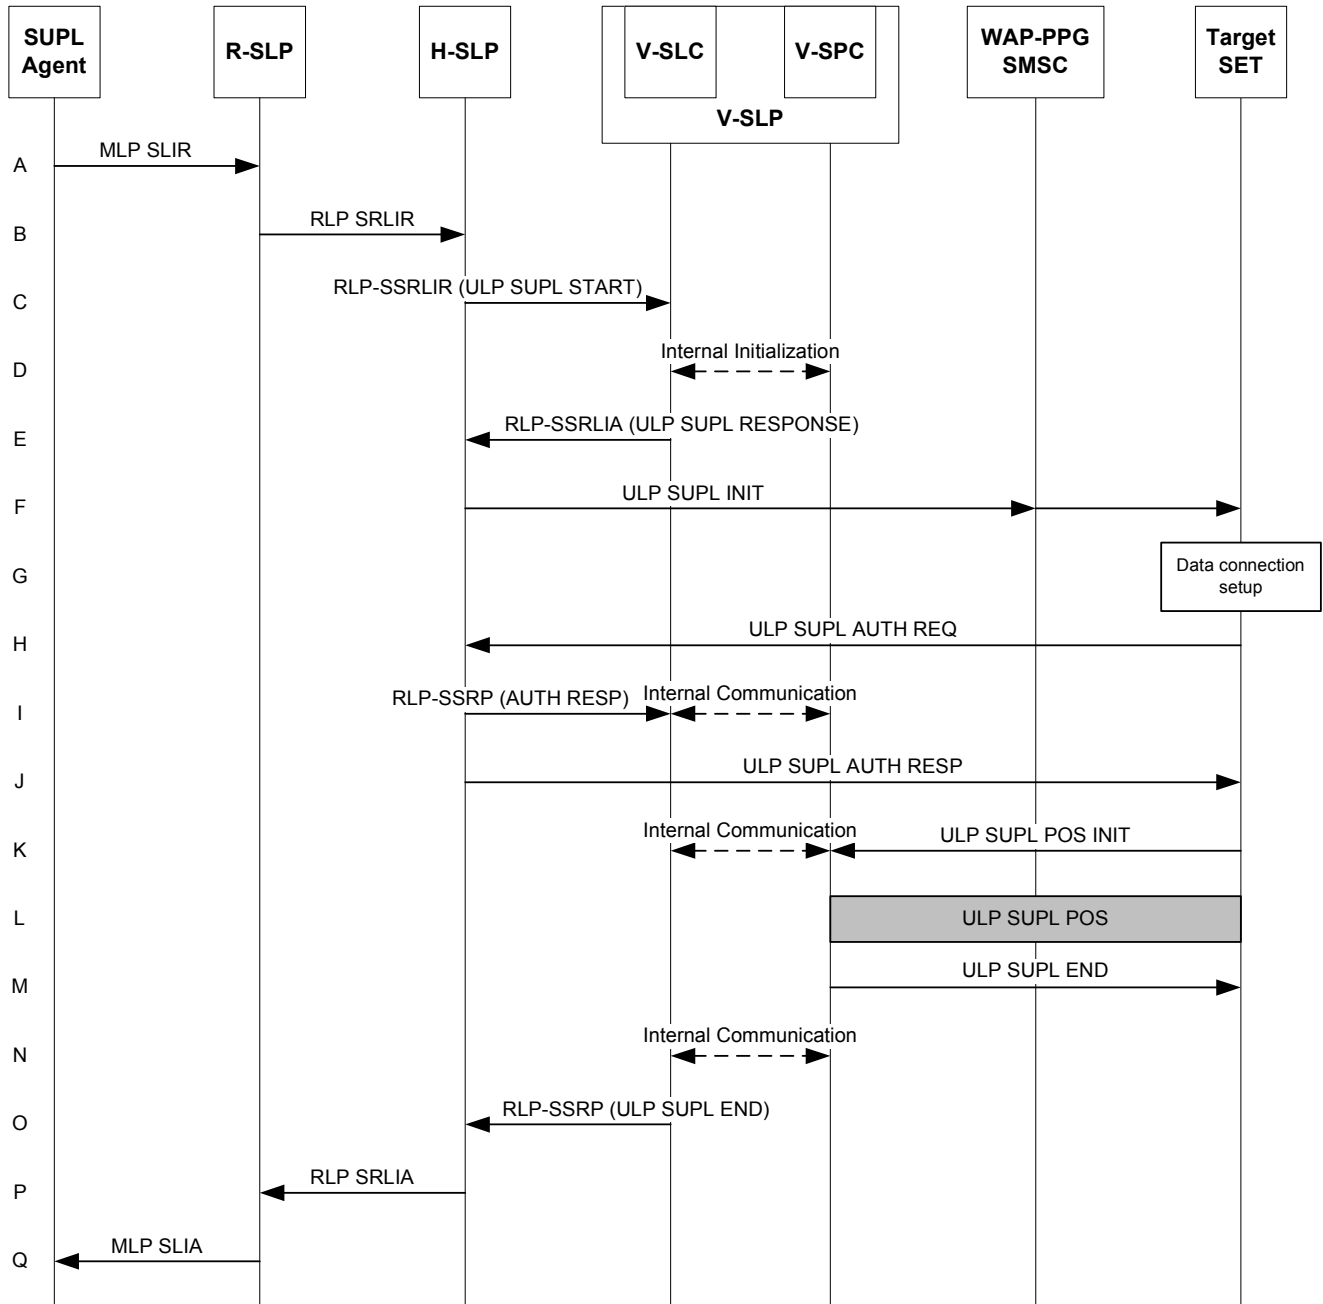 SUPL
Agent
R-SLP
H-SLP
V-SLC
V-SPC
V-SLP
WAP-PPG
SMSC
Target
SET
A
MLP SLIR
B
RLP SRLIR
C
RLP-SSRLIR (ULP SUPL START)
D
Internal Initialization
E
RLP-SSRLIA (ULP SUPL RESPONSE)
F
ULP SUPL INIT
G
Data connection
setup
H
ULP SUPL AUTH REQ
I
RLP-SSRP (AUTH RESP)
Internal Communication
J
ULP SUPL AUTH RESP
K
Internal Communication
ULP SUPL POS INIT
L
ULP SUPL POS
M
ULP SUPL END
N
Internal Communication
O
RLP-SSRP (ULP SUPL END)
P
RLP SRLIA
Q
MLP SLIA